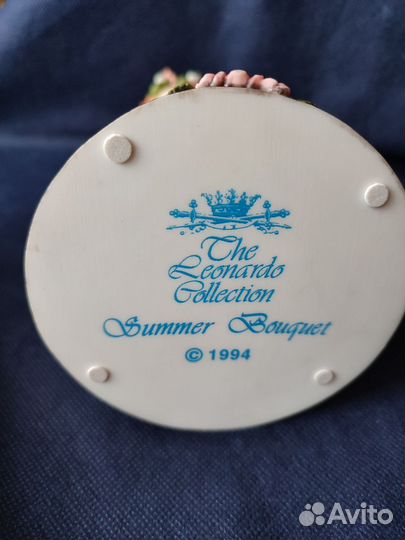 The
Leonardo
Collection
Summer Bouquet
© 1994
Avito